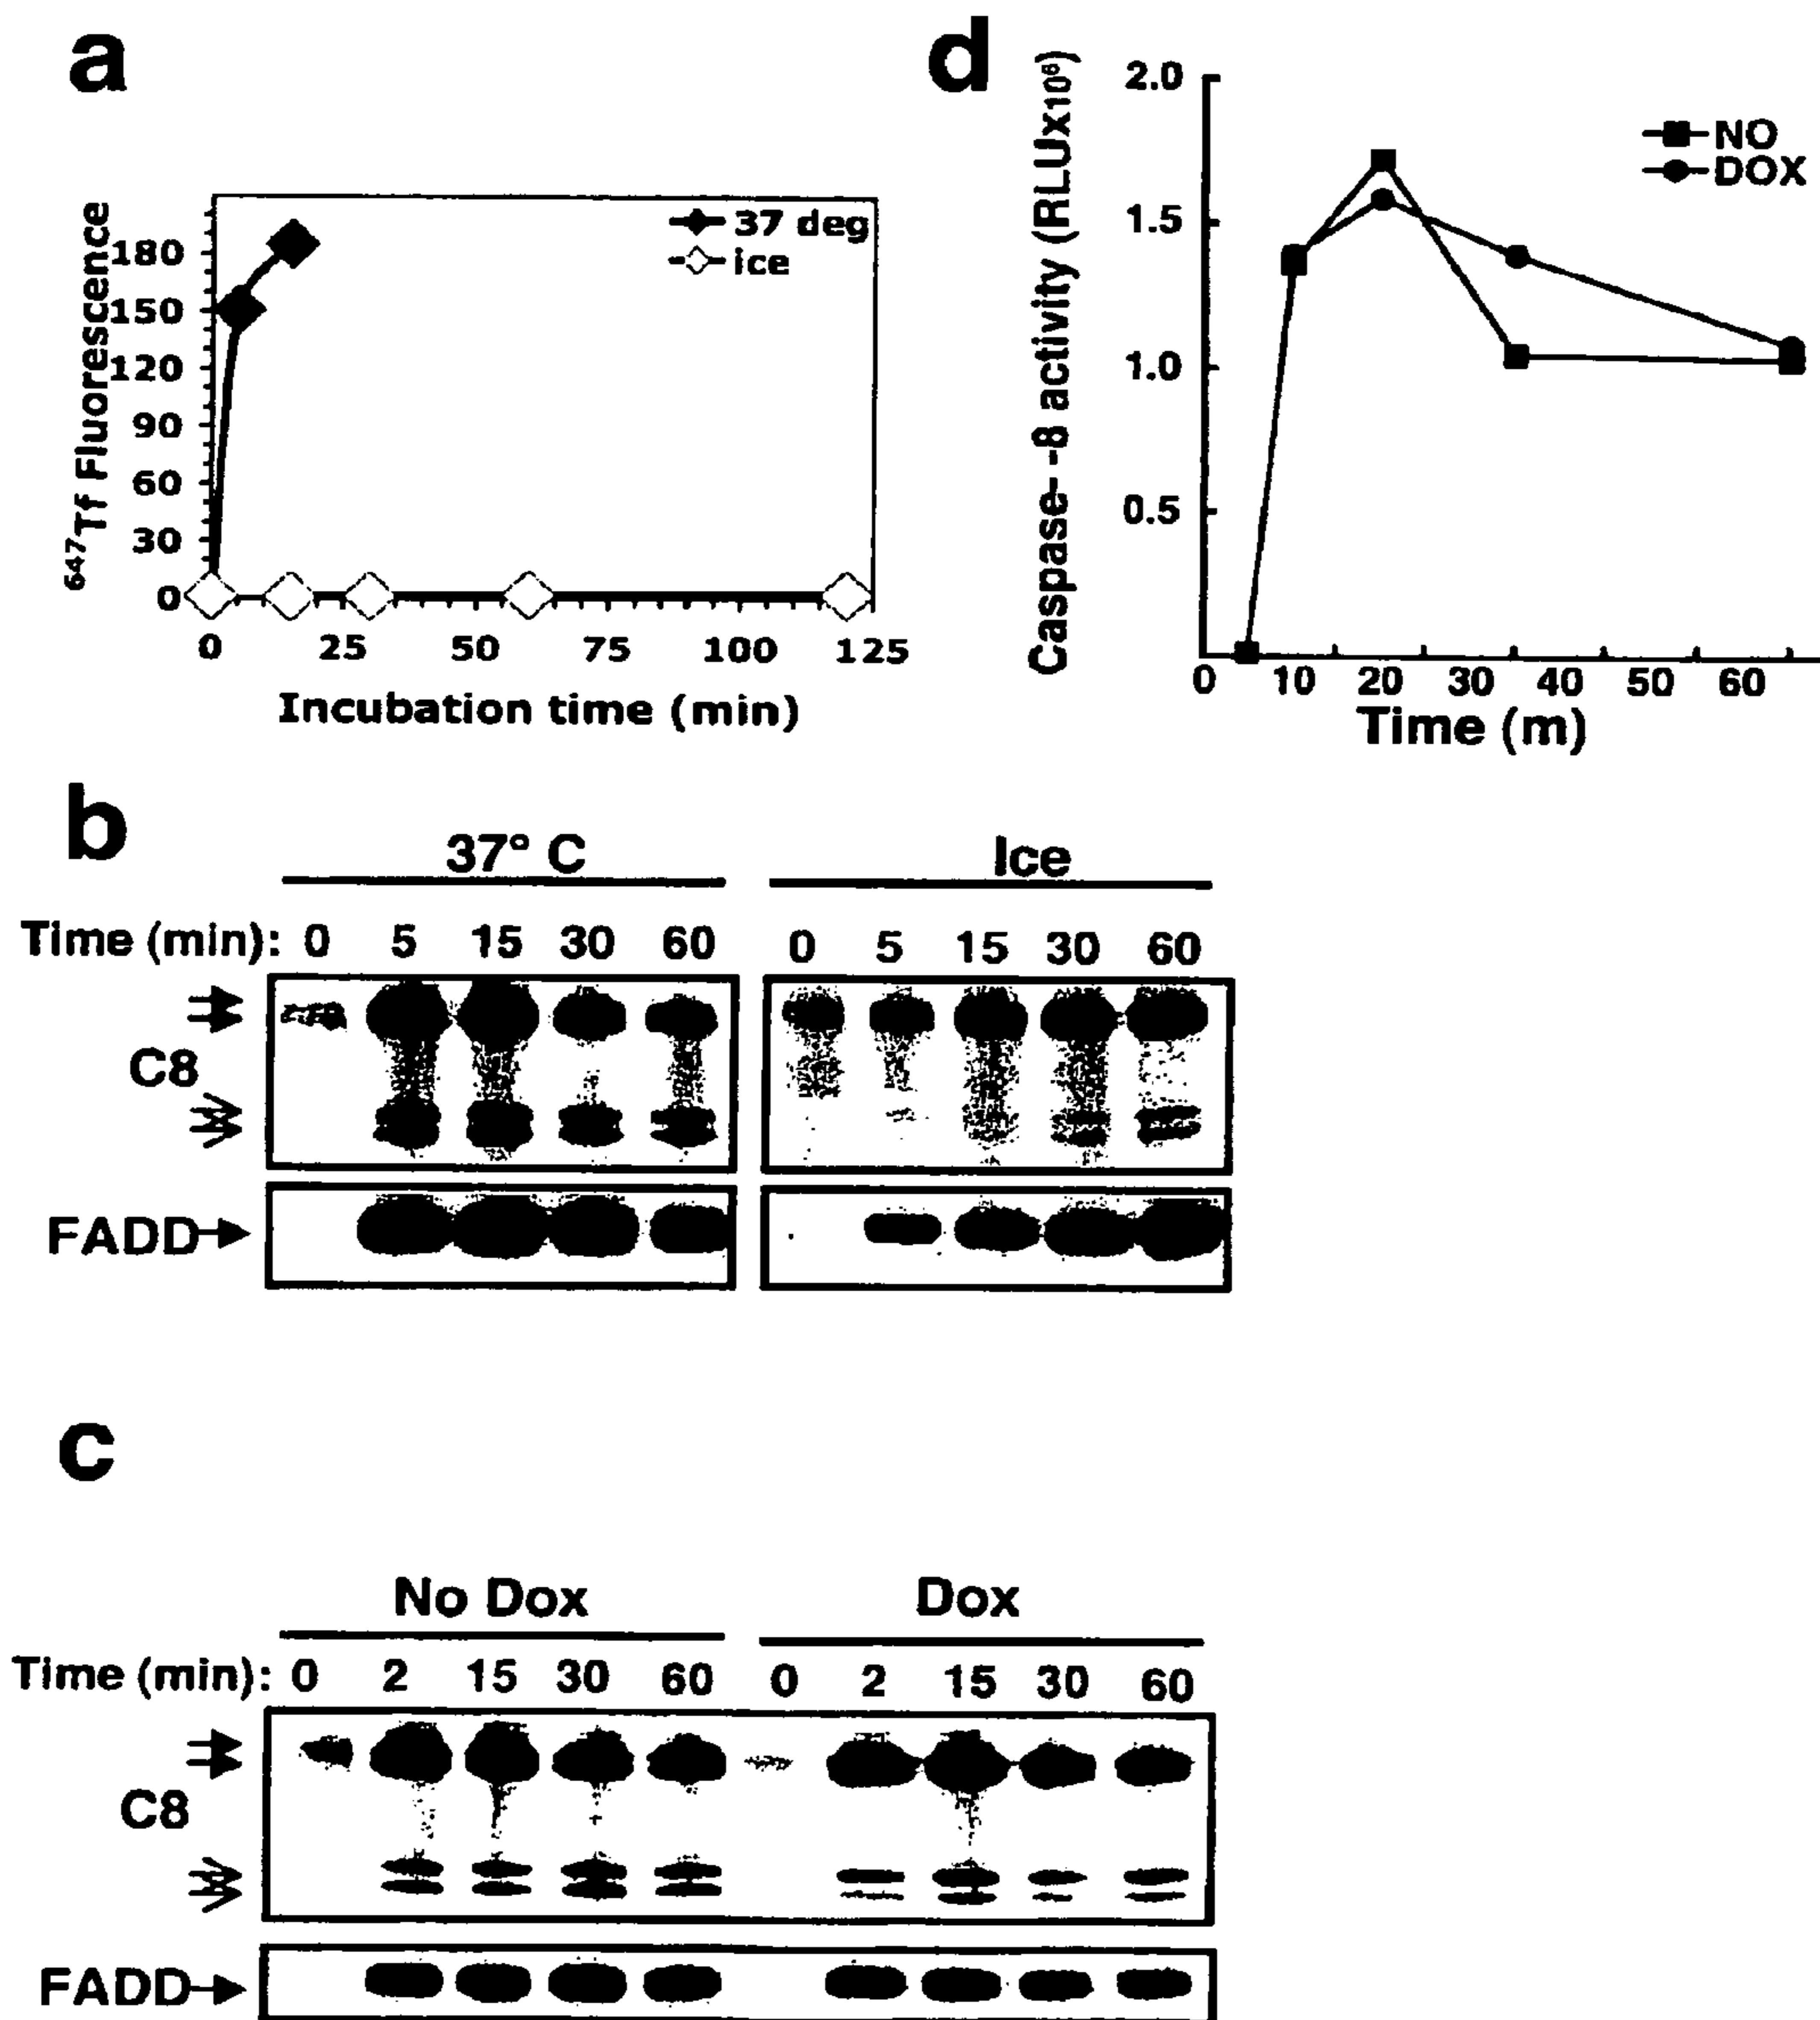 a
⁶⁴⁷Tf Fluorescence
180
150
120
90
60
30
0
37 deg
ice
0 25 50 75 100 125
Incubation time (min)
d
Caspase- -8 activity (RLUx10⁶)
2.0
1.5
1.0
0.5
NO
DOX
0 10 20 30 40 50 60
Time (m)
b
37° C Ice
Time (min): 0 5 15 30 60 0 5 15 30 60
C8
FADD
c
No Dox Dox
Time (min): 0 2 15 30 60 0 2 15 30 60
C8
FADD